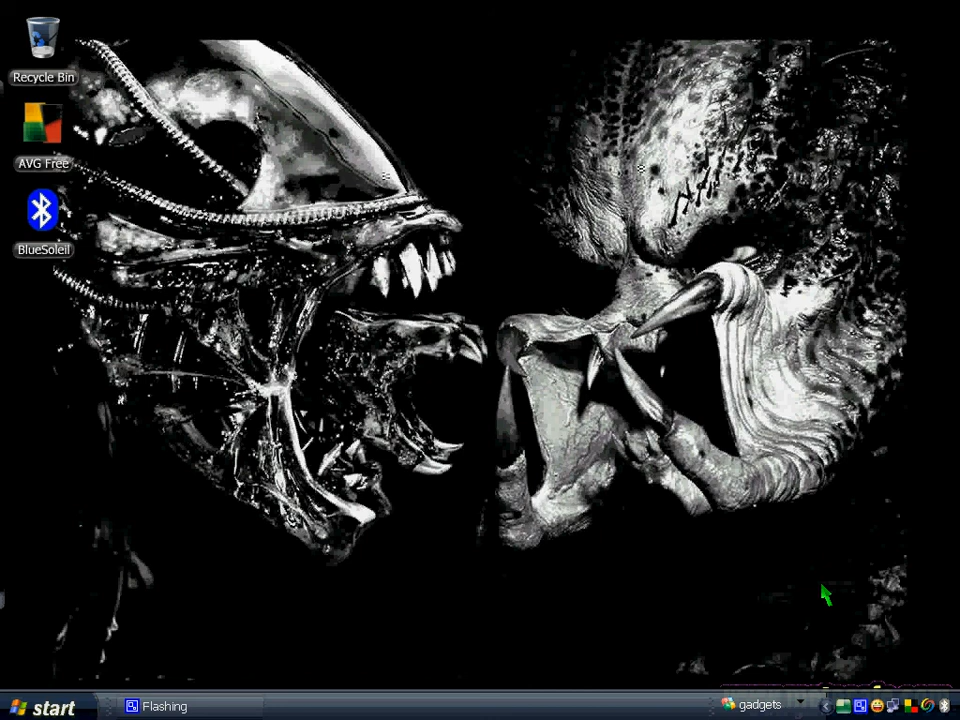 Recycle Bin
AVG Free
BlueSoleil
start
Flashing
gadgets